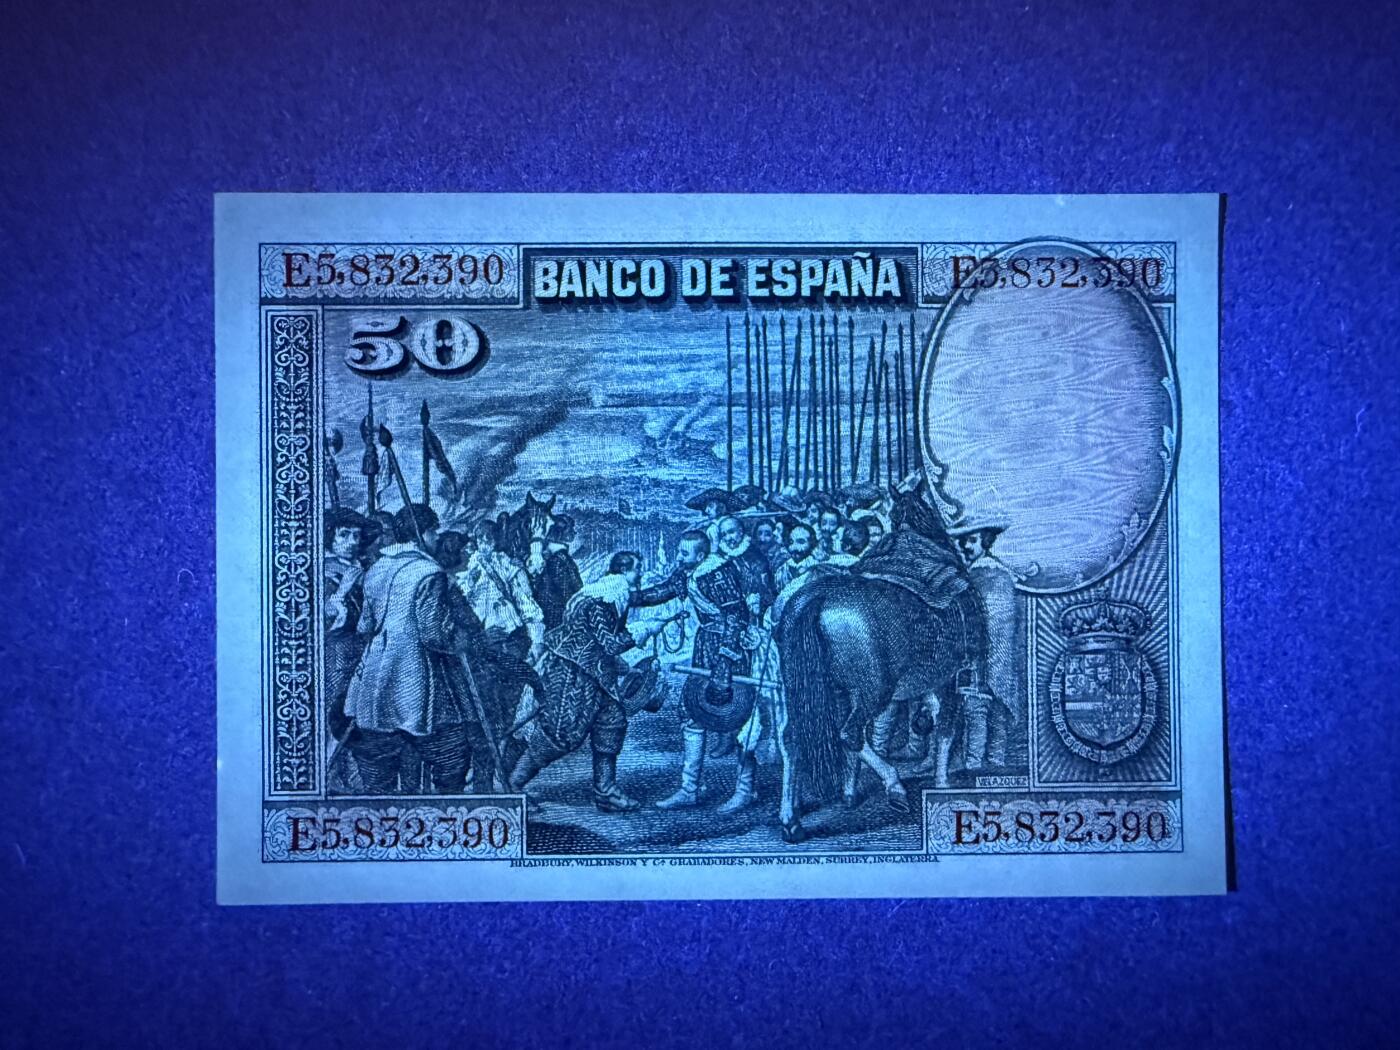 E5,832,390 BANCO DE ESPAÑA E5,832,390
50
VELAZQUEZ
E5,832,390 E5,832,390
BRADBURY, WILKINSON Y Cª GRABADORES, NEW MALDEN, SURREY, INGLATERRA